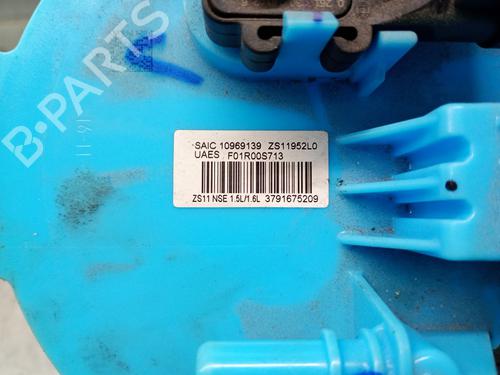 B-PARTS
SAIC 10969139 ZS11952L0
UAES F01R00S713
ZS11 NSE 1.5L/1.6L 3791675209